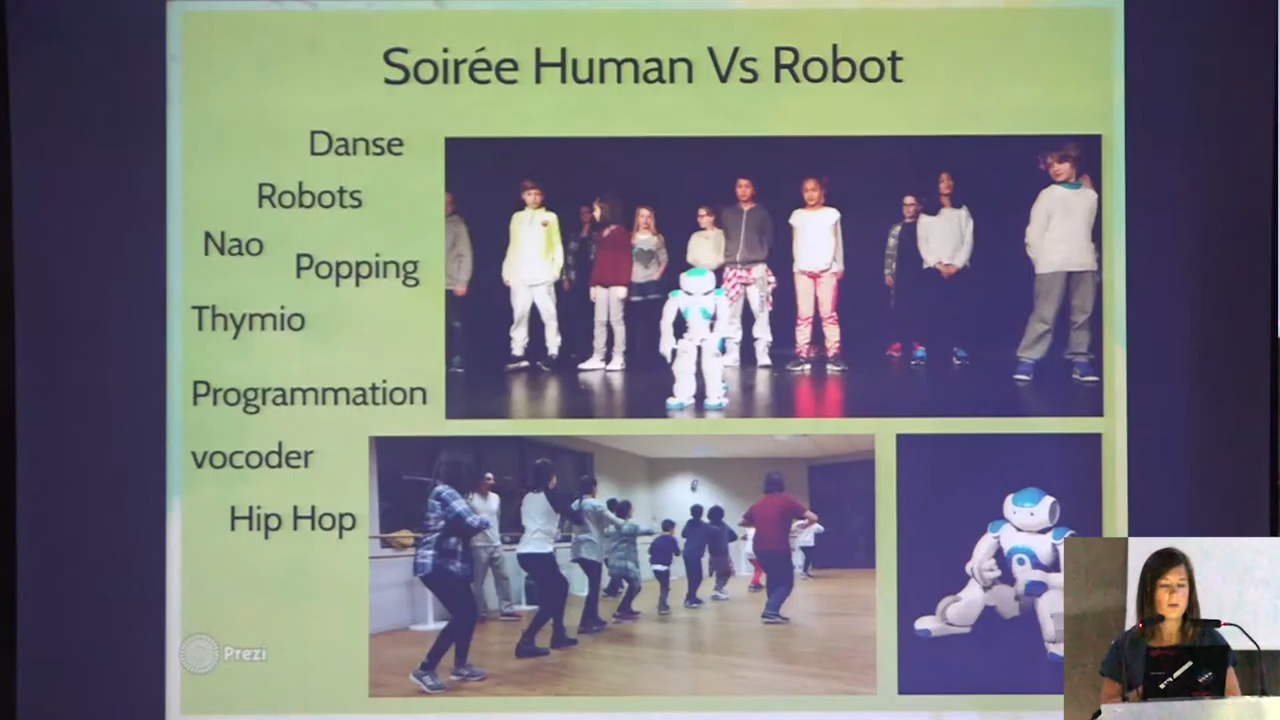 Soirée Human Vs Robot
Danse
Robots
Nao
Popping
Thymio
Programmation
vocoder
Hip Hop
Prezi